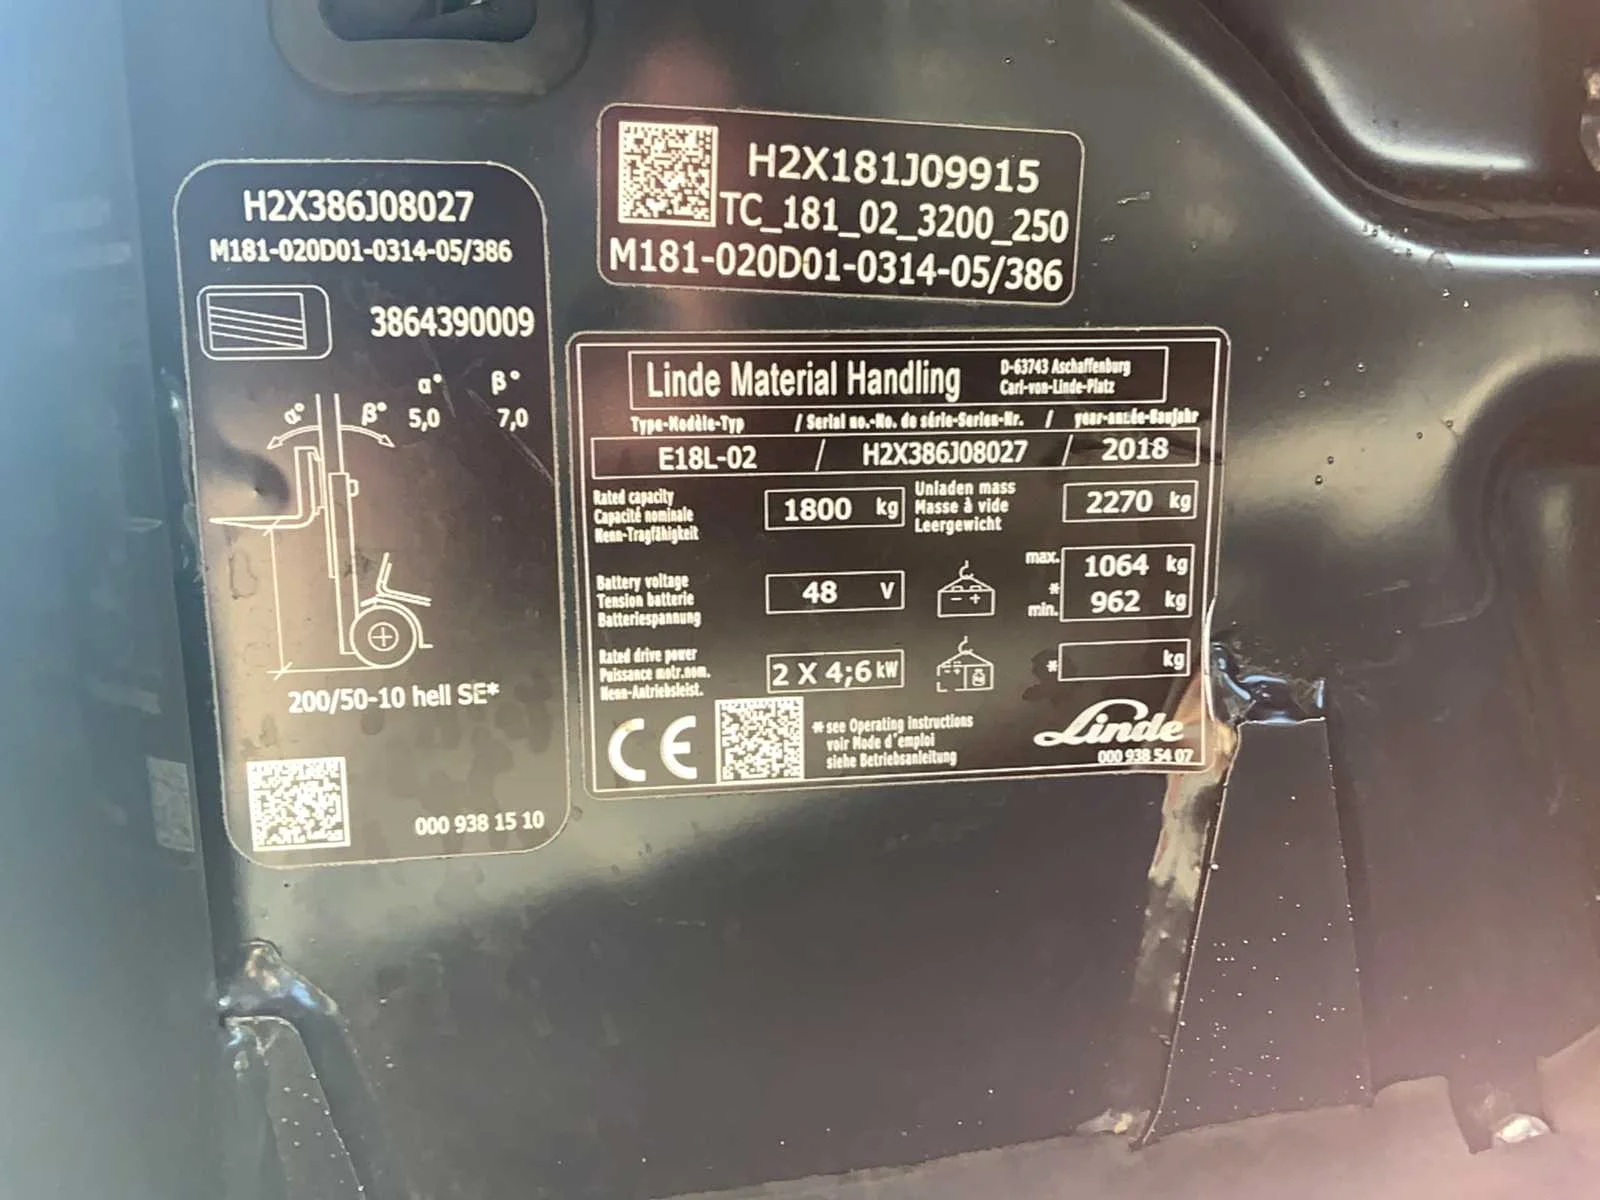 H2X181J09915
TC_181_02_3200_250
M181-020D01-0314-05/386
H2X386J08027
M181-020D01-0314-05/386
3864390009
α° β°
α° β° 5,0 7,0
200/50-10 hell SE*
000 938 15 10
Linde Material Handling
D-63743 Aschaffenburg
Carl-von-Linde-Platz
Type-Modèle-Typ / Serial no.-No. de série-Serien-Nr. / year-année-Baujahr
E18L-02 / H2X386J08027 / 2018
Rated capacity
Capacité nominale
Nenn-Tragfähigkeit
1800 kg
Unladen mass
Masse à vide
Leergewicht
2270 kg
Battery voltage
Tension batterie
Batteriespannung
48 V
- +
max. 1064 kg
*
min. 962 kg
Rated drive power
Puissance motr.nom.
Nenn-Antriebsleist.
2 X 4;6 kW
* kg
CE
* see Operating instructions
voir Mode d'emploi
siehe Betriebsanleitung
Linde
000 938 54 07